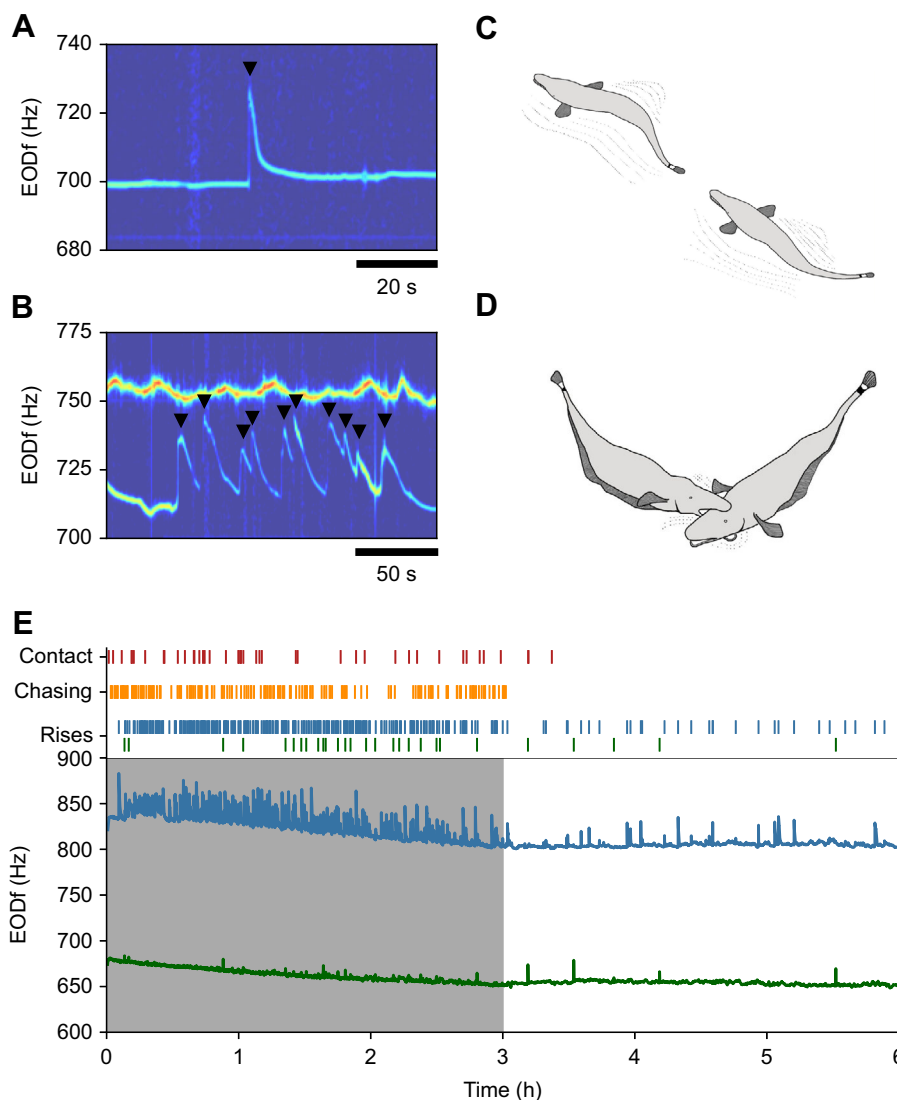 A
740
720
700
680
EODf (Hz)
20 s
B
775
750
725
700
EODf (Hz)
50 s
C
D
E
Contact
Chasing
Rises
900
850
800
750
700
650
600
EODf (Hz)
0 1 2 3 4 5 6
Time (h)